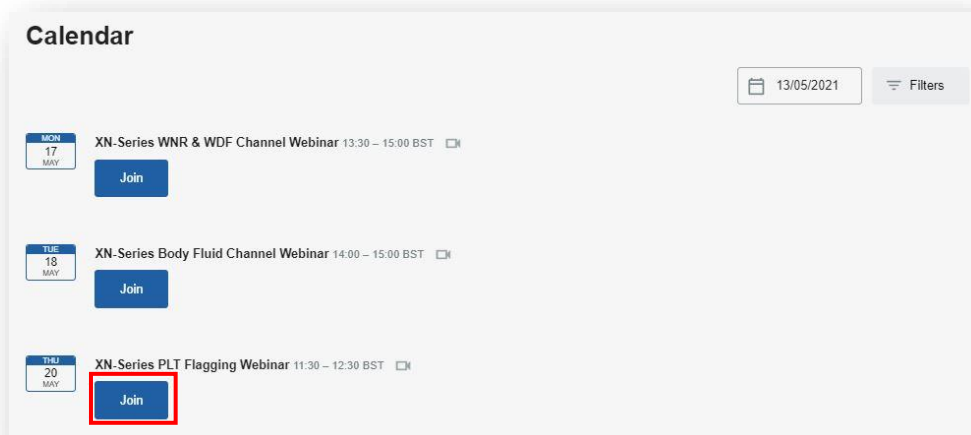 Calendar
13/05/2021
Filters
MON
17
MAY
XN-Series WNR & WDF Channel Webinar 13:30 – 15:00 BST
Join
TUE
18
MAY
XN-Series Body Fluid Channel Webinar 14:00 – 15:00 BST
Join
THU
20
MAY
XN-Series PLT Flagging Webinar 11:30 – 12:30 BST
Join